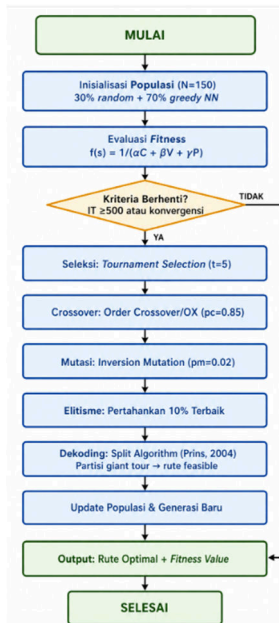 MULAI
Inisialisasi Populasi (N=150)
30% random + 70% greedy NN
Evaluasi Fitness
f(s) = 1/(αC + βV + γP)
Kriteria Berhenti?
IT ≥500 atau konvergensi
TIDAK
YA
Seleksi: Tournament Selection (t=5)
Crossover: Order Crossover/OX (pc=0.85)
Mutasi: Inversion Mutation (pm=0.02)
Elitisme: Pertahankan 10% Terbaik
Dekoding: Split Algorithm (Prins, 2004)
Partisi giant tour → rute feasible
Update Populasi & Generasi Baru
Output: Rute Optimal + Fitness Value
SELESAI